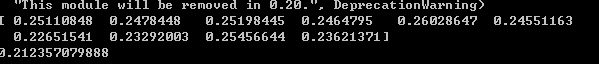 "This module will be removed in 0.20.", DeprecationWarning)
[ 0.25110848 0.2478448 0.25198445 0.2464795 0.26028647 0.24551163
0.22651541 0.23292003 0.25456644 0.23621371]
0.212357079888